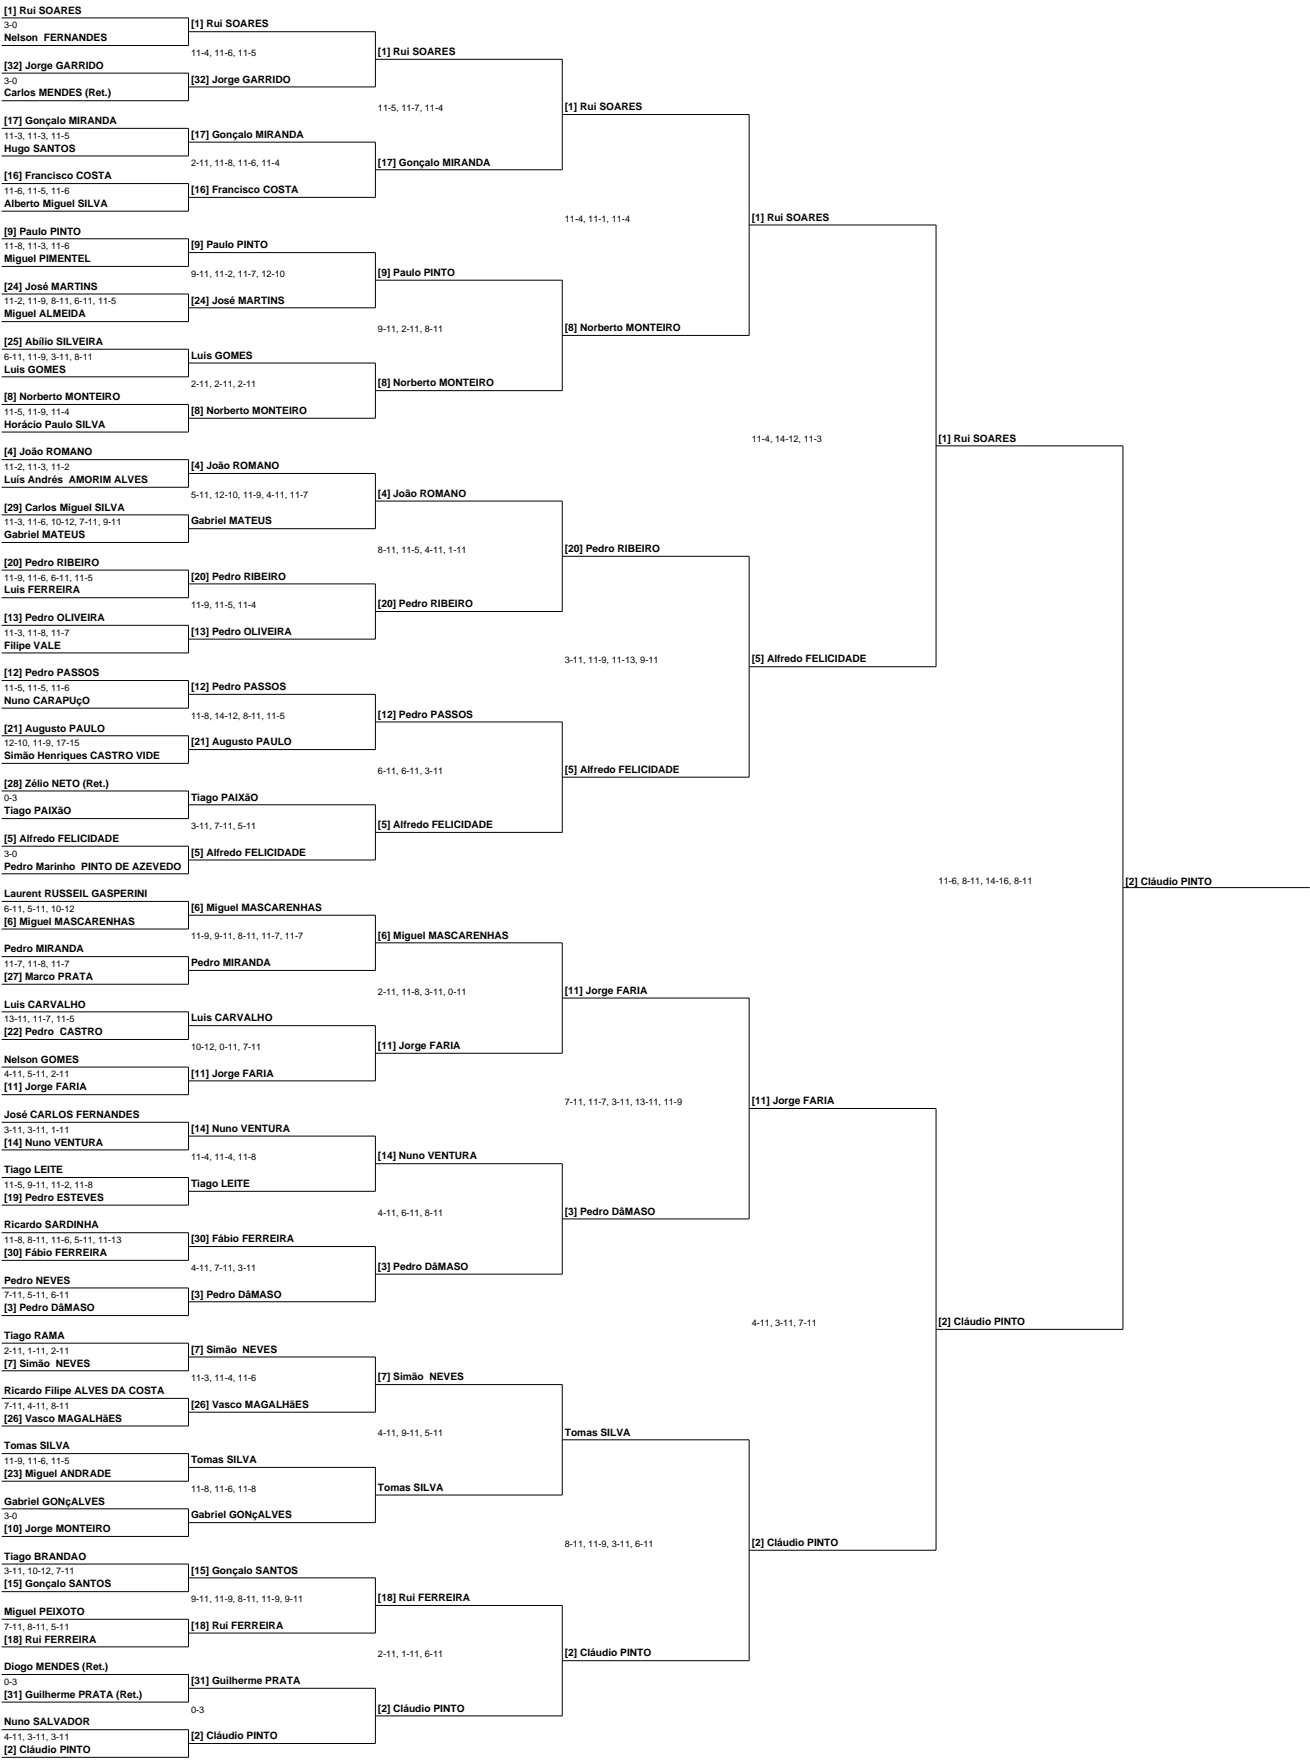 [1] Rui SOARES
3-0
Nelson  FERNANDES
[32] Jorge GARRIDO
3-0
Carlos MENDES (Ret.)
[17] Gonçalo MIRANDA
11-3, 11-3, 11-5
Hugo SANTOS
[16] Francisco COSTA
11-6, 11-5, 11-6
Alberto Miguel SILVA
[9] Paulo PINTO
11-8, 11-3, 11-6
Miguel PIMENTEL
[24] José MARTINS
11-2, 11-9, 8-11, 6-11, 11-5
Miguel ALMEIDA
[25] Abílio SILVEIRA
6-11, 11-9, 3-11, 8-11
Luis GOMES
[8] Norberto MONTEIRO
11-5, 11-9, 11-4
Horácio Paulo SILVA
[4] João ROMANO
11-2, 11-3, 11-2
Luís Andrés  AMORIM ALVES
[29] Carlos Miguel SILVA
11-3, 11-6, 10-12, 7-11, 9-11
Gabriel MATEUS
[20] Pedro RIBEIRO
11-9, 11-6, 6-11, 11-5
Luis FERREIRA
[13] Pedro OLIVEIRA
11-3, 11-8, 11-7
Filipe VALE
[12] Pedro PASSOS
11-5, 11-5, 11-6
Nuno CARAPUçO
[21] Augusto PAULO
12-10, 11-9, 17-15
Simão Henriques CASTRO VIDE
[28] Zélio NETO (Ret.)
0-3
Tiago PAIXãO
[5] Alfredo FELICIDADE
3-0
Pedro Marinho  PINTO DE AZEVEDO
Laurent RUSSEIL GASPERINI
6-11, 5-11, 10-12
[6] Miguel MASCARENHAS
Pedro MIRANDA
11-7, 11-8, 11-7
[27] Marco PRATA
Luis CARVALHO
13-11, 11-7, 11-5
[22] Pedro  CASTRO
Nelson GOMES
4-11, 5-11, 2-11
[11] Jorge FARIA
José CARLOS FERNANDES
3-11, 3-11, 1-11
[14] Nuno VENTURA
Tiago LEITE
11-5, 9-11, 11-2, 11-8
[19] Pedro ESTEVES
Ricardo SARDINHA
11-8, 8-11, 11-6, 5-11, 11-13
[30] Fábio FERREIRA
Pedro NEVES
7-11, 5-11, 6-11
[3] Pedro DâMASO
Tiago RAMA
2-11, 1-11, 2-11
[7] Simão  NEVES
Ricardo Filipe ALVES DA COSTA
7-11, 4-11, 8-11
[26] Vasco MAGALHãES
Tomas SILVA
11-9, 11-6, 11-5
[23] Miguel ANDRADE
Gabriel GONçALVES
3-0
[10] Jorge MONTEIRO
Tiago BRANDAO
3-11, 10-12, 7-11
[15] Gonçalo SANTOS
Miguel PEIXOTO
7-11, 8-11, 5-11
[18] Rui FERREIRA
Diogo MENDES (Ret.)
0-3
[31] Guilherme PRATA (Ret.)
Nuno SALVADOR
4-11, 3-11, 3-11
[2] Cláudio PINTO
[1] Rui SOARES
11-4, 11-6, 11-5
[32] Jorge GARRIDO
[17] Gonçalo MIRANDA
2-11, 11-8, 11-6, 11-4
[16] Francisco COSTA
[9] Paulo PINTO
9-11, 11-2, 11-7, 12-10
[24] José MARTINS
Luis GOMES
2-11, 2-11, 2-11
[8] Norberto MONTEIRO
[4] João ROMANO
5-11, 12-10, 11-9, 4-11, 11-7
Gabriel MATEUS
[20] Pedro RIBEIRO
11-9, 11-5, 11-4
[13] Pedro OLIVEIRA
[12] Pedro PASSOS
11-8, 14-12, 8-11, 11-5
[21] Augusto PAULO
Tiago PAIXãO
3-11, 7-11, 5-11
[5] Alfredo FELICIDADE
[6] Miguel MASCARENHAS
11-9, 9-11, 8-11, 11-7, 11-7
Pedro MIRANDA
Luis CARVALHO
10-12, 0-11, 7-11
[11] Jorge FARIA
[14] Nuno VENTURA
11-4, 11-4, 11-8
Tiago LEITE
[30] Fábio FERREIRA
4-11, 7-11, 3-11
[3] Pedro DâMASO
[7] Simão  NEVES
11-3, 11-4, 11-6
[26] Vasco MAGALHãES
Tomas SILVA
11-8, 11-6, 11-8
Gabriel GONçALVES
[15] Gonçalo SANTOS
9-11, 11-9, 8-11, 11-9, 9-11
[18] Rui FERREIRA
[31] Guilherme PRATA
0-3
[2] Cláudio PINTO
[1] Rui SOARES
11-5, 11-7, 11-4
[17] Gonçalo MIRANDA
[9] Paulo PINTO
9-11, 2-11, 8-11
[8] Norberto MONTEIRO
[4] João ROMANO
8-11, 11-5, 4-11, 1-11
[20] Pedro RIBEIRO
[12] Pedro PASSOS
6-11, 6-11, 3-11
[5] Alfredo FELICIDADE
[6] Miguel MASCARENHAS
2-11, 11-8, 3-11, 0-11
[11] Jorge FARIA
[14] Nuno VENTURA
4-11, 6-11, 8-11
[3] Pedro DâMASO
[7] Simão  NEVES
4-11, 9-11, 5-11
Tomas SILVA
[18] Rui FERREIRA
2-11, 1-11, 6-11
[2] Cláudio PINTO
[1] Rui SOARES
11-4, 11-1, 11-4
[8] Norberto MONTEIRO
[20] Pedro RIBEIRO
3-11, 11-9, 11-13, 9-11
[5] Alfredo FELICIDADE
[11] Jorge FARIA
7-11, 11-7, 3-11, 13-11, 11-9
[3] Pedro DâMASO
Tomas SILVA
8-11, 11-9, 3-11, 6-11
[2] Cláudio PINTO
[1] Rui SOARES
11-4, 14-12, 11-3
[5] Alfredo FELICIDADE
[11] Jorge FARIA
4-11, 3-11, 7-11
[2] Cláudio PINTO
[1] Rui SOARES
11-6, 8-11, 14-16, 8-11
[2] Cláudio PINTO
[2] Cláudio PINTO